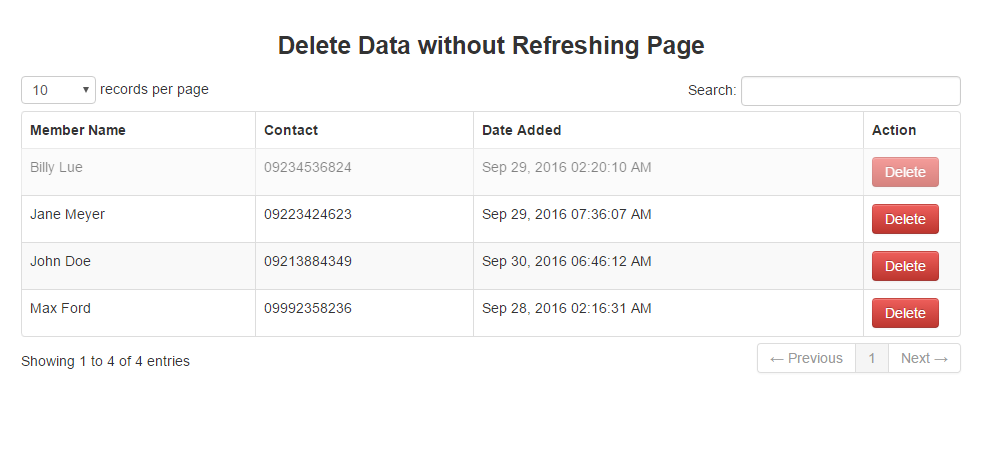 Delete Data without Refreshing Page
10 records per page Search:
Member Name Contact Date Added Action
Billy Lue 09234536824 Sep 29, 2016 02:20:10 AM Delete
Jane Meyer 09223424623 Sep 29, 2016 07:36:07 AM Delete
John Doe 09213884349 Sep 30, 2016 06:46:12 AM Delete
Max Ford 09992358236 Sep 28, 2016 02:16:31 AM Delete
Showing 1 to 4 of 4 entries ← Previous 1 Next →